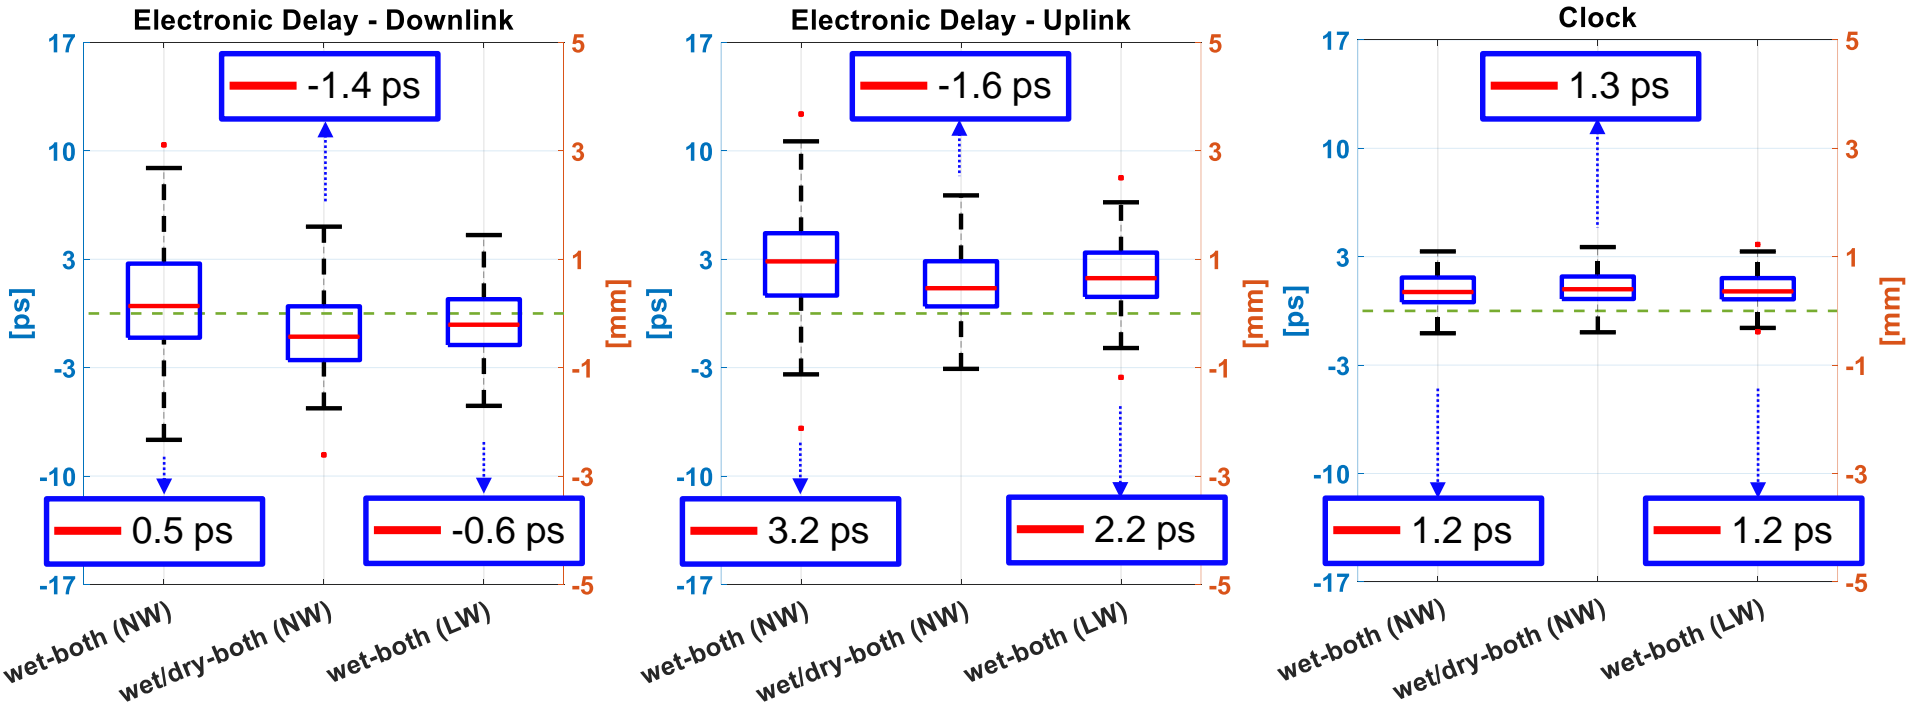 Electronic Delay - Downlink
17
10
3
-3
-10
-17
[ps]
5
3
1
-1
-3
-5
[mm]
-1.4 ps
0.5 ps
-0.6 ps
wet-both (NW)
wet/dry-both (NW)
wet-both (LW)
Electronic Delay - Uplink
17
10
3
-3
-10
-17
[ps]
5
3
1
-1
-3
-5
[mm]
-1.6 ps
3.2 ps
2.2 ps
wet-both (NW)
wet/dry-both (NW)
wet-both (LW)
Clock
17
10
3
-3
-10
-17
[ps]
5
3
1
-1
-3
-5
[mm]
1.3 ps
1.2 ps
1.2 ps
wet-both (NW)
wet/dry-both (NW)
wet-both (LW)